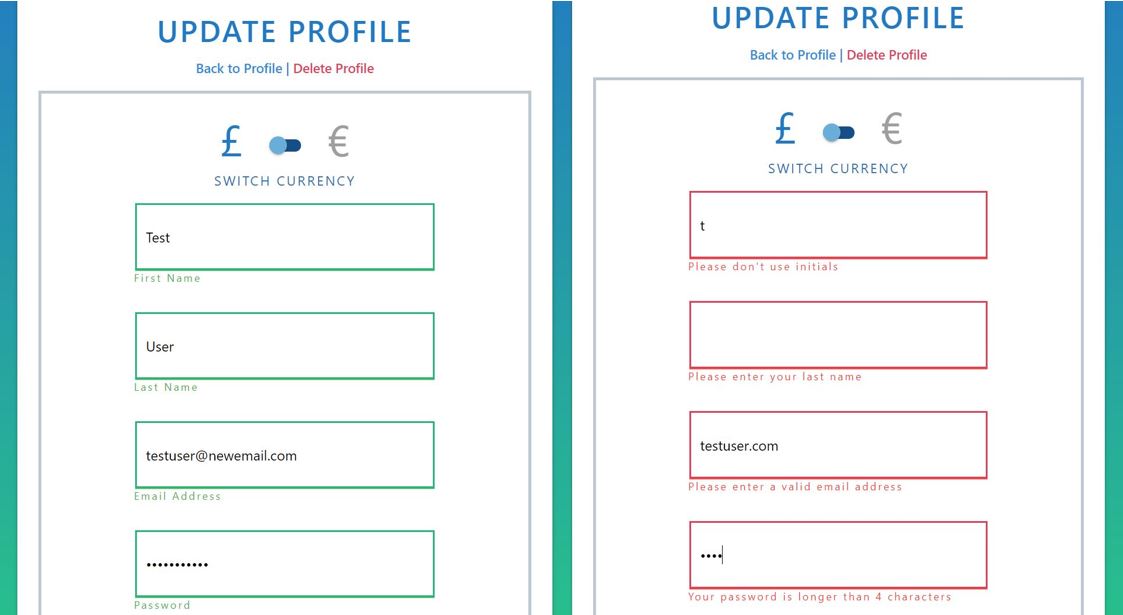 UPDATE PROFILE
Back to Profile | Delete Profile
£ €
SWITCH CURRENCY
Test
First Name
User
Last Name
testuser@newemail.com
Email Address
•••••••••••
Password
UPDATE PROFILE
Back to Profile | Delete Profile
£ €
SWITCH CURRENCY
t
Please don't use initials
Please enter your last name
testuser.com
Please enter a valid email address
••••
Your password is longer than 4 characters